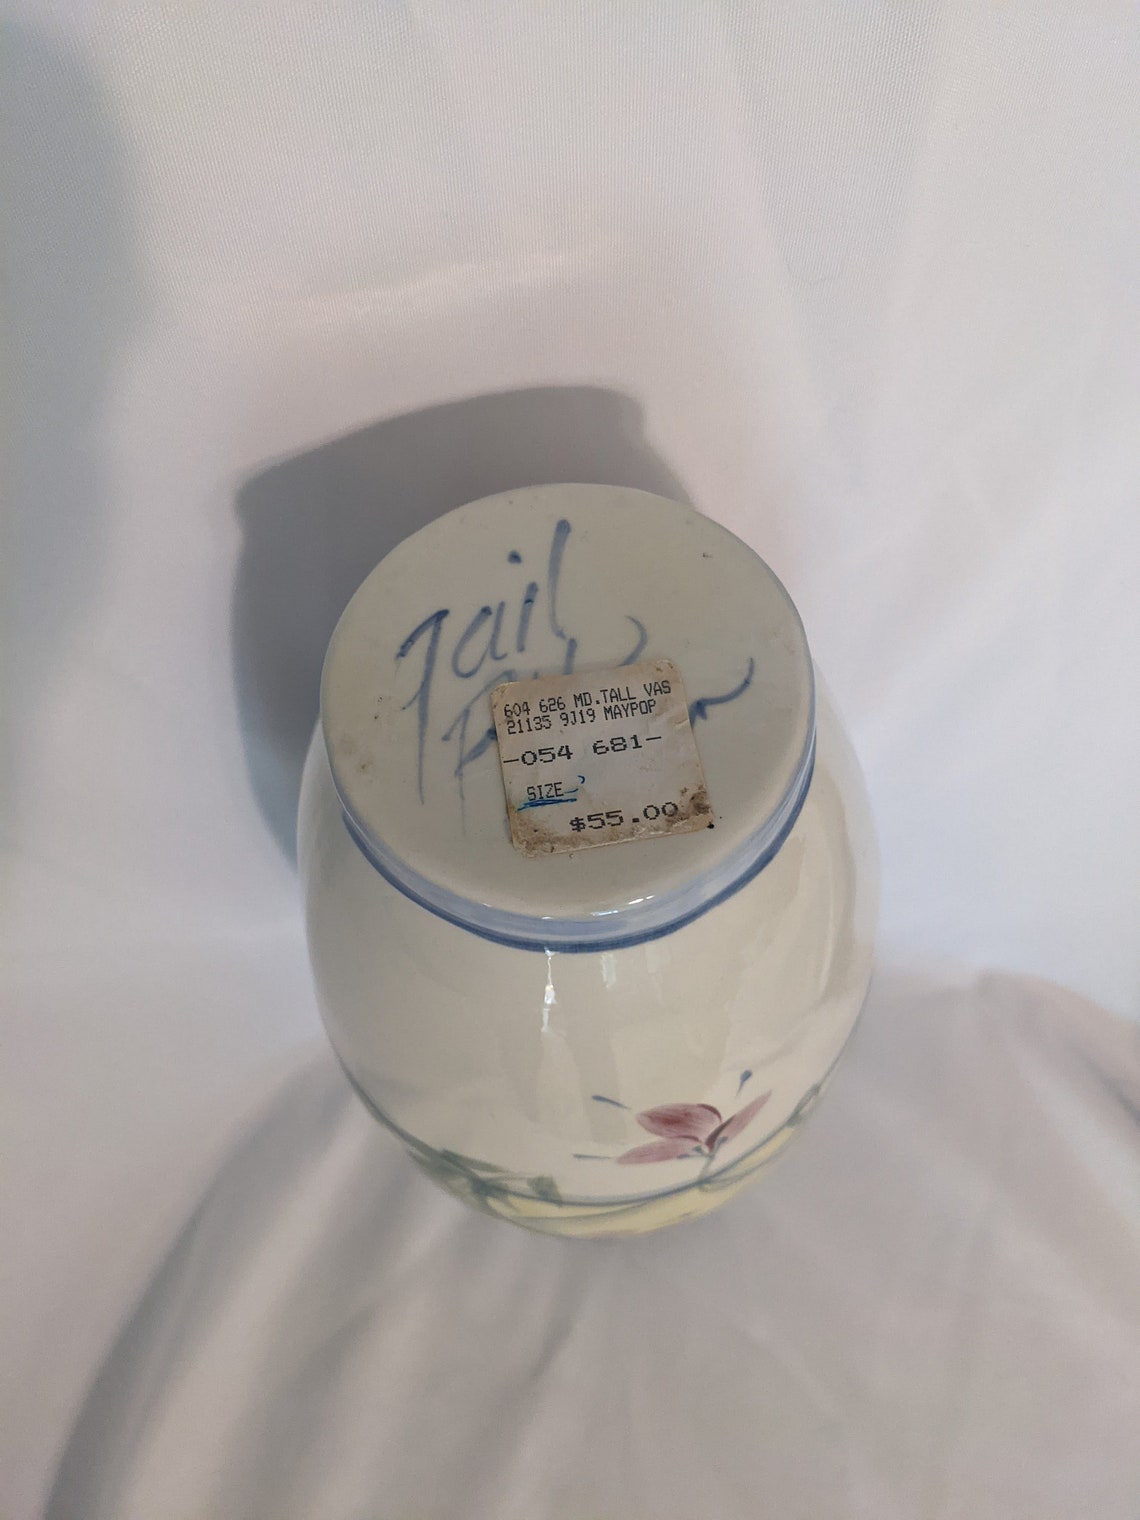 Gail
604 626 MD.TALL VAS
21135 9J19 MAYPOP
-054 681-
SIZE
$55.00